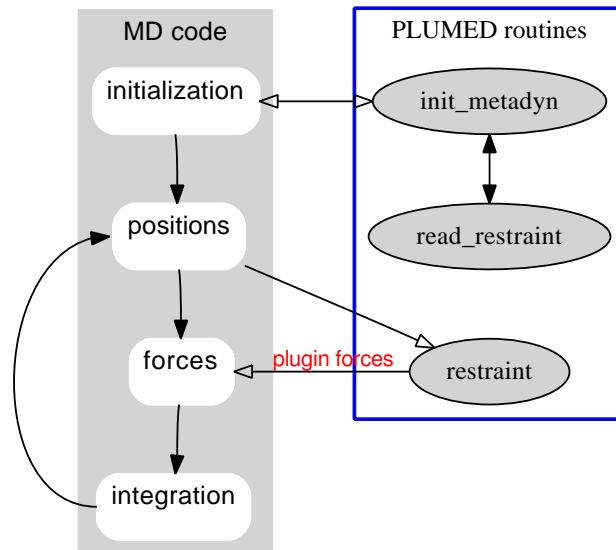 MD code
PLUMED routines
initialization
init_metadyn
positions
read_restraint
forces
plugin forces
restraint
integration